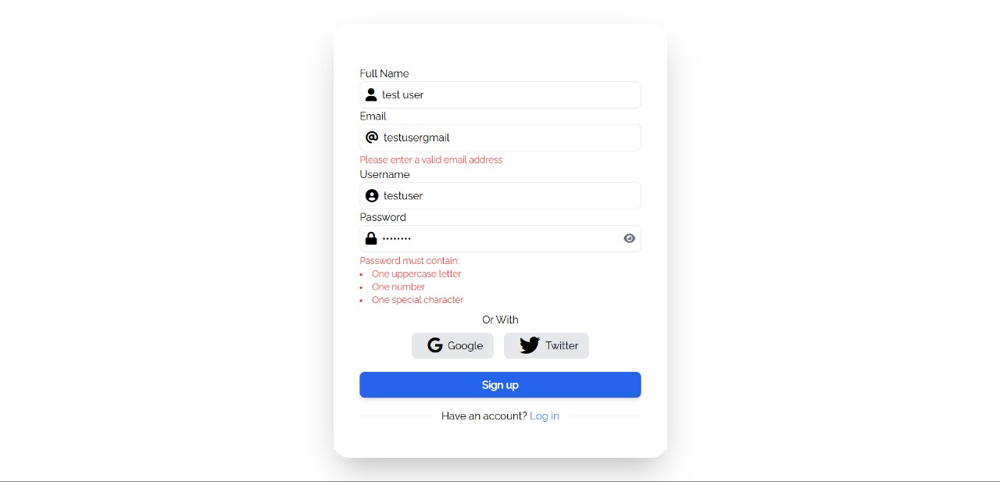 Full Name
test user
Email
testusergmail
Please enter a valid email address
Username
testuser
Password
••••••••
Password must contain:
• One uppercase letter
• One number
• One special character
Or With
Google Twitter
Sign up
Have an account? Log in